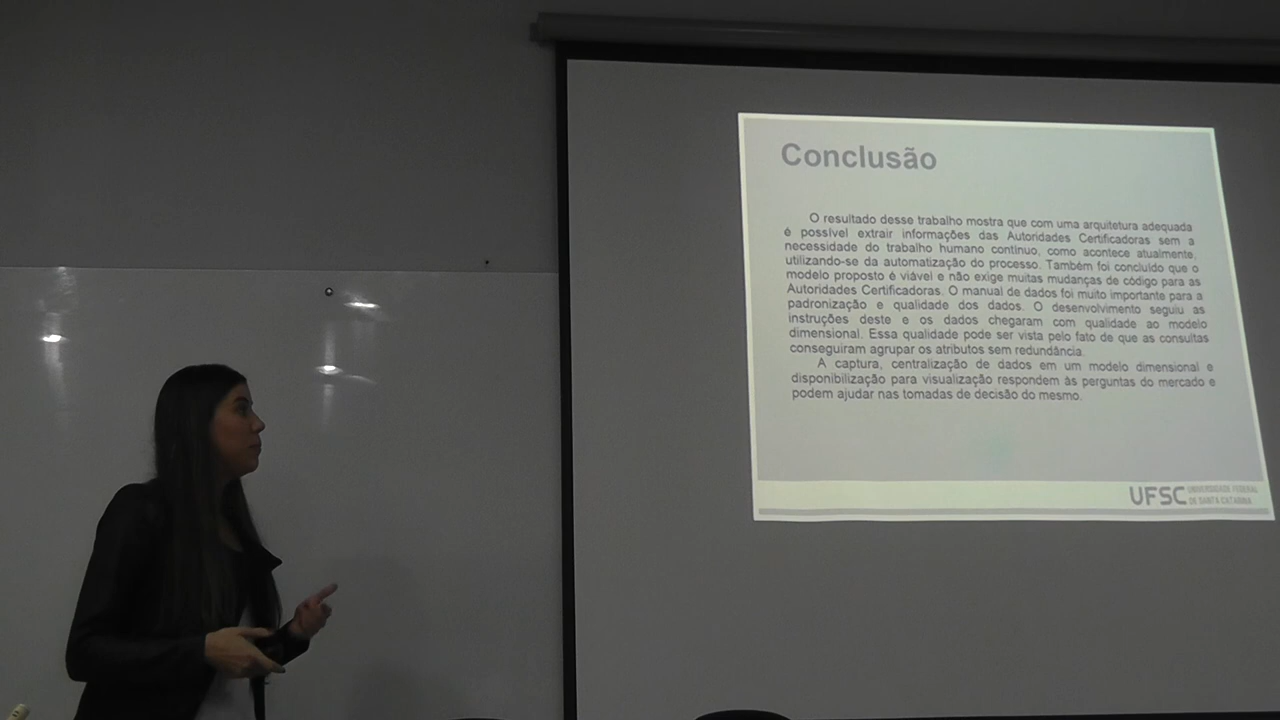 Conclusão
O resultado desse trabalho mostra que com uma arquitetura adequada
é possível extrair informações das Autoridades Certificadoras sem a
necessidade do trabalho humano contínuo, como acontece atualmente,
utilizando-se da automatização do processo. Também foi concluído que o
modelo proposto é viável e não exige muitas mudanças de código para as
Autoridades Certificadoras. O manual de dados foi muito importante para a
padronização e qualidade dos dados. O desenvolvimento seguiu as
instruções deste e os dados chegaram com qualidade ao modelo
dimensional. Essa qualidade pode ser vista pelo fato de que as consultas
conseguiram agrupar os atributos sem redundância.
A captura, centralização de dados em um modelo dimensional e
disponibilização para visualização respondem às perguntas do mercado e
podem ajudar nas tomadas de decisão do mesmo.
UFSC UNIVERSIDADE FEDERAL
DE SANTA CATARINA